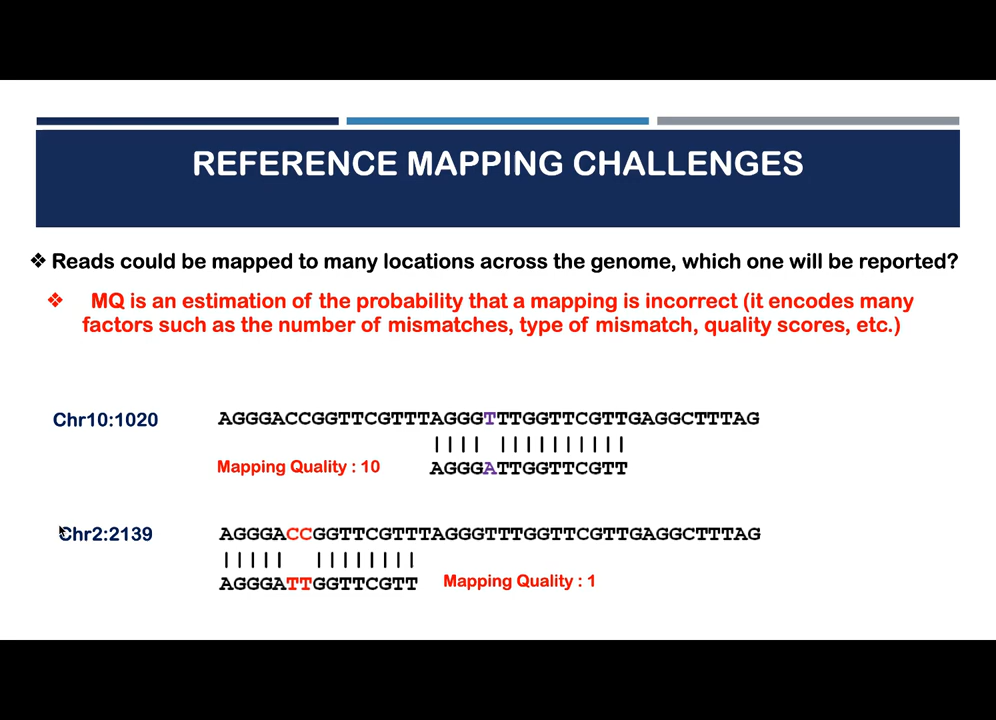 REFERENCE MAPPING CHALLENGES
❖ Reads could be mapped to many locations across the genome, which one will be reported?
❖ MQ is an estimation of the probability that a mapping is incorrect (it encodes many
factors such as the number of mismatches, type of mismatch, quality scores, etc.)
Chr10:1020 AGGGACCGGTTCGTTTAGGGTTTGGTTCGTTGAGGCTTTAG
Mapping Quality : 10 AGGGATTGGTTCGTT
Chr2:2139 AGGGACCGGTTCGTTTAGGGTTTGGTTCGTTGAGGCTTTAG
AGGGATTGGTTCGTT Mapping Quality : 1